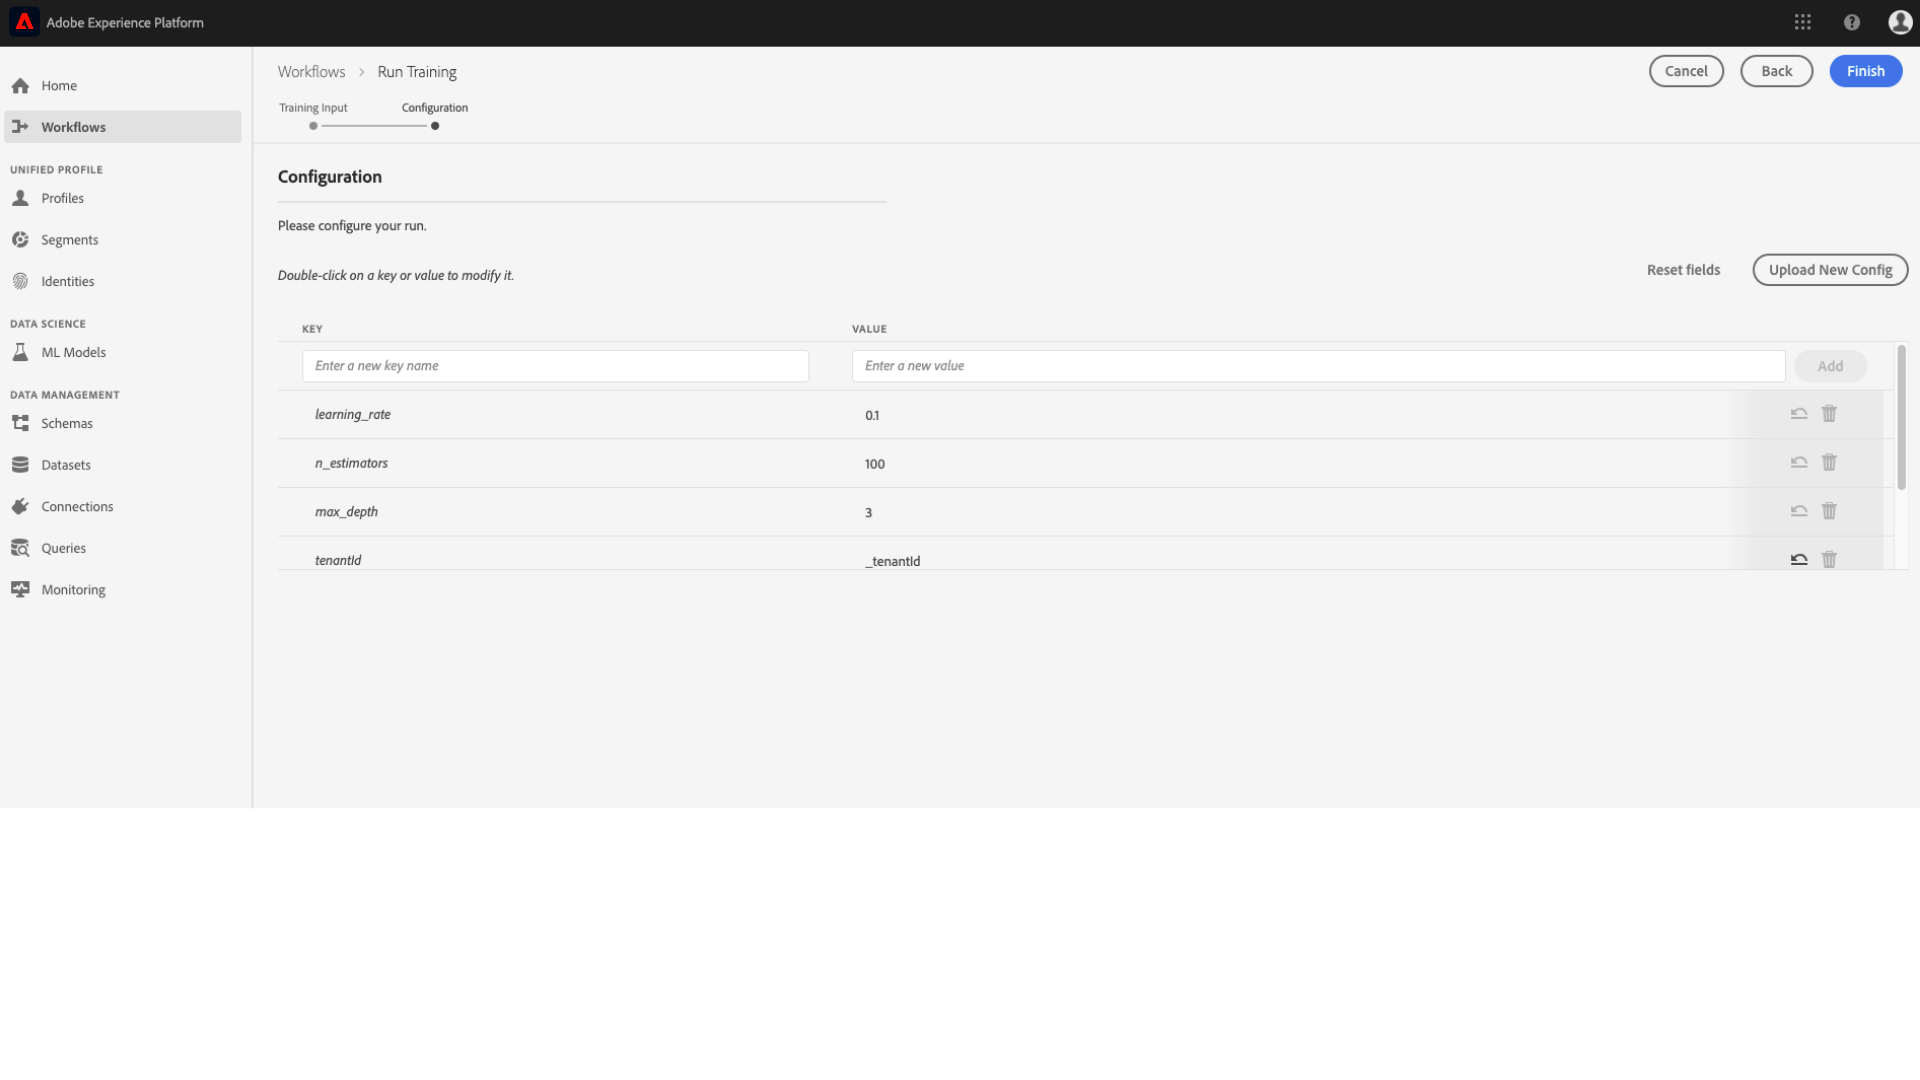 Adobe Experience Platform
Home
Workflows
UNIFIED PROFILE
Profiles
Segments
Identities
DATA SCIENCE
ML Models
DATA MANAGEMENT
Schemas
Datasets
Connections
Queries
Monitoring
Workflows > Run Training
Cancel
Back
Finish
Training Input
Configuration
Configuration
Please configure your run.
Double-click on a key or value to modify it.
Reset fields
Upload New Config
KEY
VALUE
Enter a new key name
Enter a new value
Add
learning_rate
0.1
n_estimators
100
max_depth
3
tenantId
_tenantId